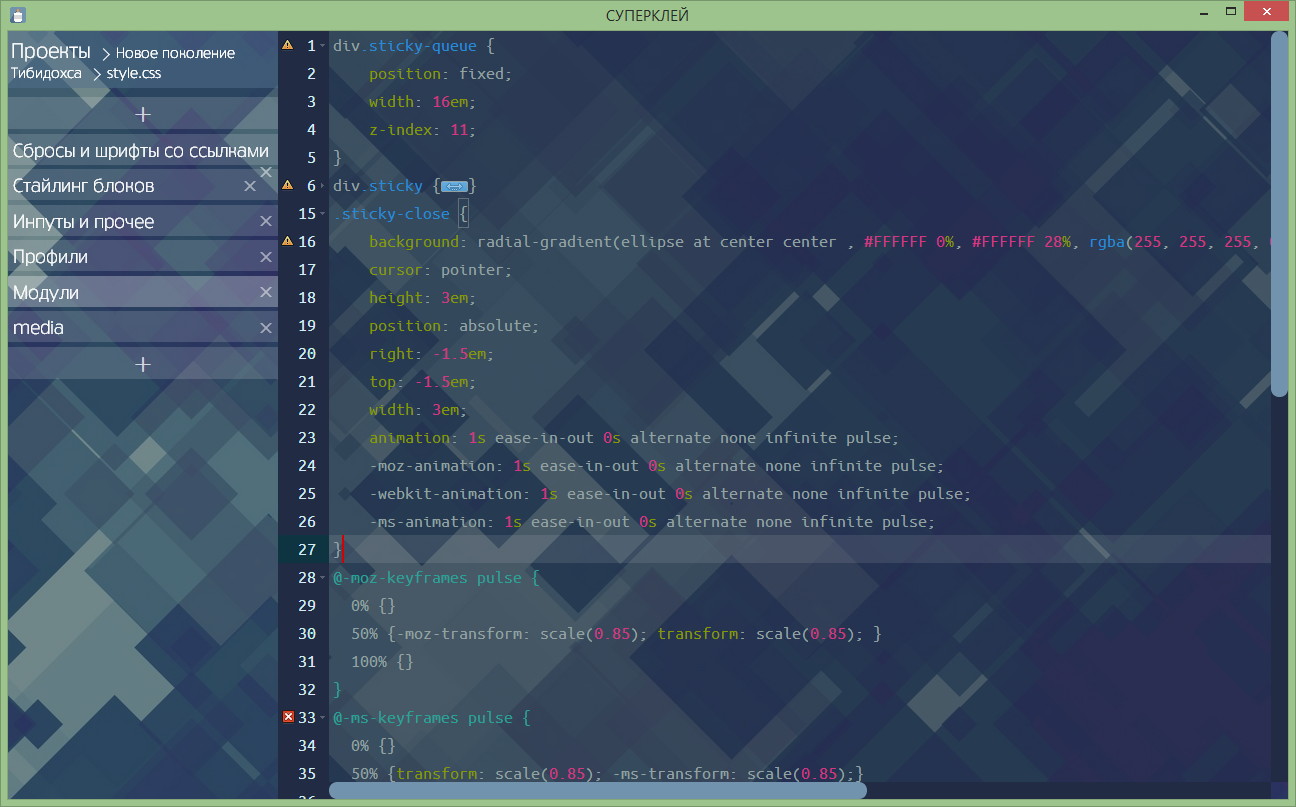 СУПЕРКЛЕЙ
Проекты > Новое поколение
Тибидохса > style.css
+
Сбросы и шрифты со ссылками ×
Стайлинг блоков ×
Инпуты и прочее ×
Профили ×
Модули ×
media ×
+
1 div.sticky-queue {
2 position: fixed;
3 width: 16em;
4 z-index: 11;
5 }
6 div.sticky {}
15 .sticky-close {
16 background: radial-gradient(ellipse at center center , #FFFFFF 0%, #FFFFFF 28%, rgba(255, 255, 255,
17 cursor: pointer;
18 height: 3em;
19 position: absolute;
20 right: -1.5em;
21 top: -1.5em;
22 width: 3em;
23 animation: 1s ease-in-out 0s alternate none infinite pulse;
24 -moz-animation: 1s ease-in-out 0s alternate none infinite pulse;
25 -webkit-animation: 1s ease-in-out 0s alternate none infinite pulse;
26 -ms-animation: 1s ease-in-out 0s alternate none infinite pulse;
27 }
28 @-moz-keyframes pulse {
29 0% {}
30 50% {-moz-transform: scale(0.85); transform: scale(0.85); }
31 100% {}
32 }
33 @-ms-keyframes pulse {
34 0% {}
35 50% {transform: scale(0.85); -ms-transform: scale(0.85);}